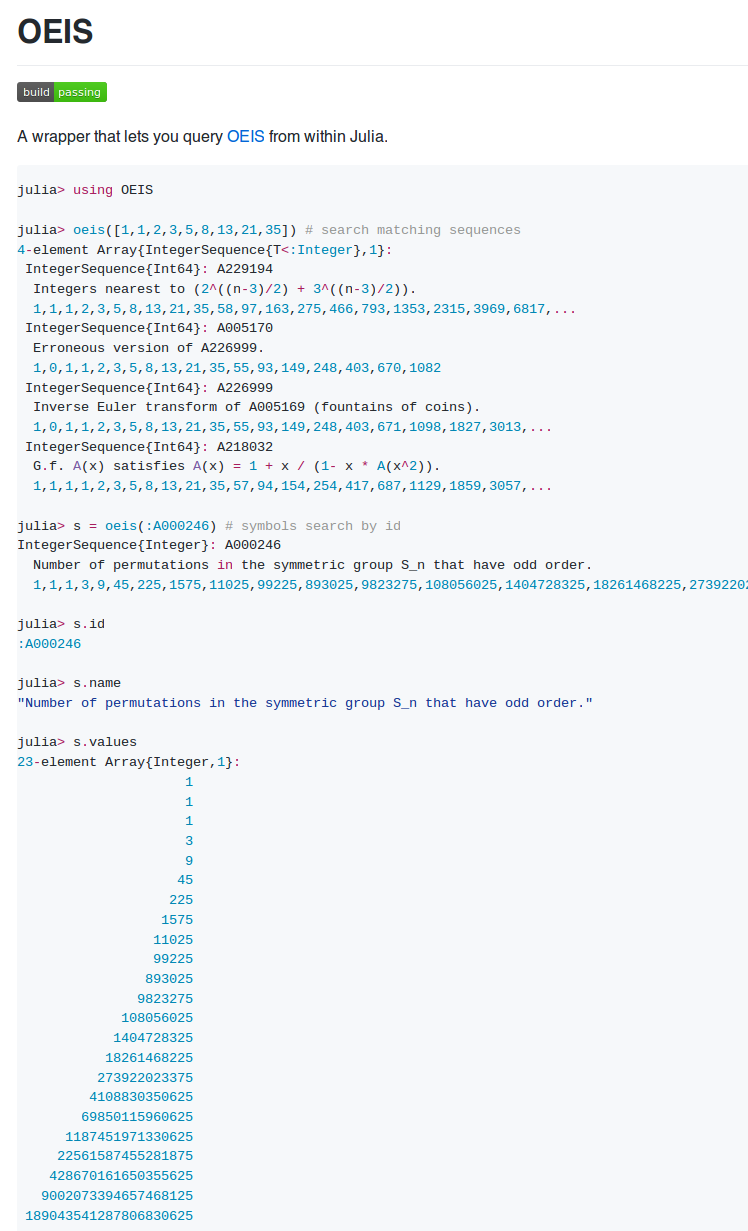 OEIS
build passing
A wrapper that lets you query OEIS from within Julia.
julia> using OEIS
julia> oeis([1,1,2,3,5,8,13,21,35]) # search matching sequences
4-element Array{IntegerSequence{T<:Integer},1}:
IntegerSequence{Int64}: A229194
Integers nearest to (2^((n-3)/2) + 3^((n-3)/2)).
1,1,1,2,3,5,8,13,21,35,58,97,163,275,466,793,1353,2315,3969,6817,...
IntegerSequence{Int64}: A005170
Erroneous version of A226999.
1,0,1,1,2,3,5,8,13,21,35,55,93,149,248,403,670,1082
IntegerSequence{Int64}: A226999
Inverse Euler transform of A005169 (fountains of coins).
1,0,1,1,2,3,5,8,13,21,35,55,93,149,248,403,671,1098,1827,3013,...
IntegerSequence{Int64}: A218032
G.f. A(x) satisfies A(x) = 1 + x / (1- x * A(x^2)).
1,1,1,1,2,3,5,8,13,21,35,57,94,154,254,417,687,1129,1859,3057,...
julia> s = oeis(:A000246) # symbols search by id
IntegerSequence{Integer}: A000246
Number of permutations in the symmetric group S_n that have odd order.
1,1,1,3,9,45,225,1575,11025,99225,893025,9823275,108056025,1404728325,18261468225,2739220
julia> s.id
:A000246
julia> s.name
"Number of permutations in the symmetric group S_n that have odd order."
julia> s.values
23-element Array{Integer,1}:
1
1
1
3
9
45
225
1575
11025
99225
893025
9823275
108056025
1404728325
18261468225
273922023375
4108830350625
69850115960625
1187451971330625
22561587455281875
428670161650355625
9002073394657468125
189043541287806830625